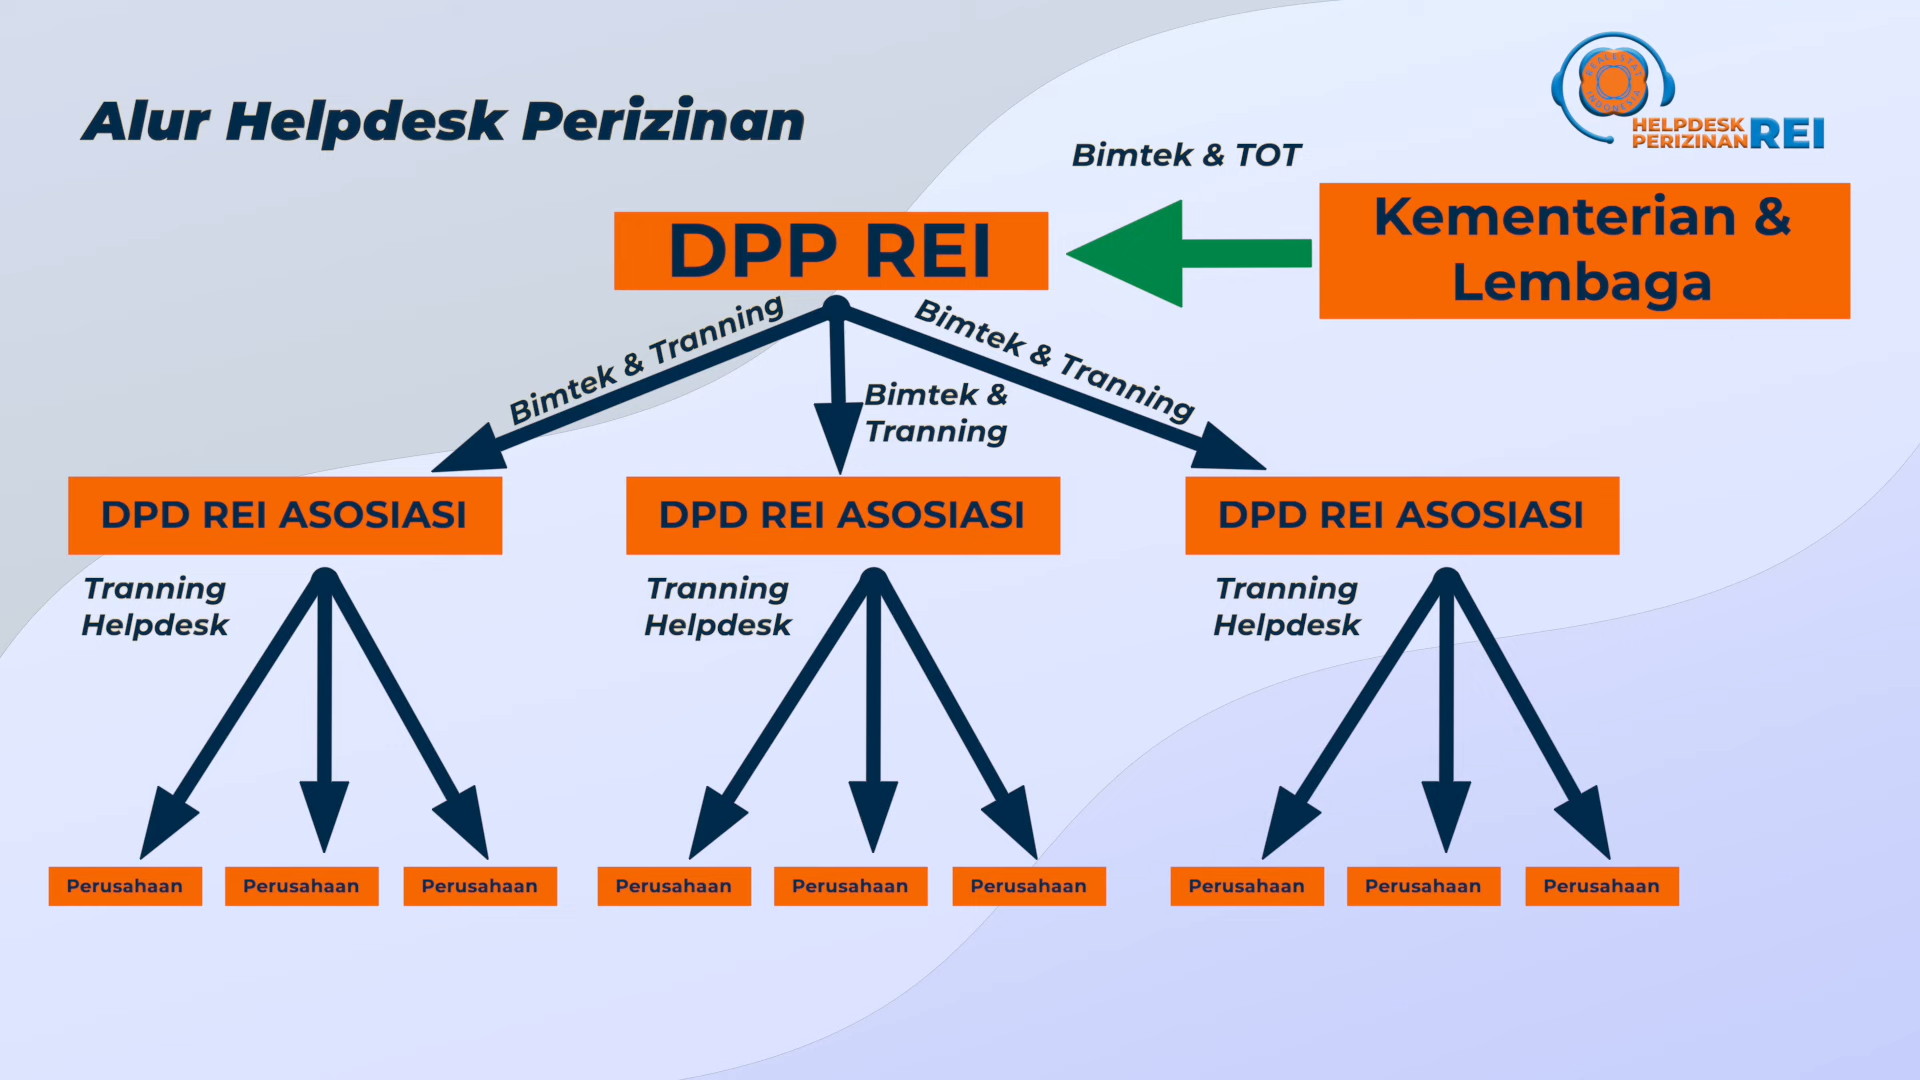 Alur Helpdesk Perizinan
REALESTAT
INDONESIA
HELPDESK
PERIZINAN REI
Bimtek & TOT
Kementerian &
Lembaga
DPP REI
Bimtek & Tranning
Bimtek &
Tranning
Bimtek & Tranning
DPD REI ASOSIASI
DPD REI ASOSIASI
DPD REI ASOSIASI
Tranning
Helpdesk
Tranning
Helpdesk
Tranning
Helpdesk
Perusahaan
Perusahaan
Perusahaan
Perusahaan
Perusahaan
Perusahaan
Perusahaan
Perusahaan
Perusahaan